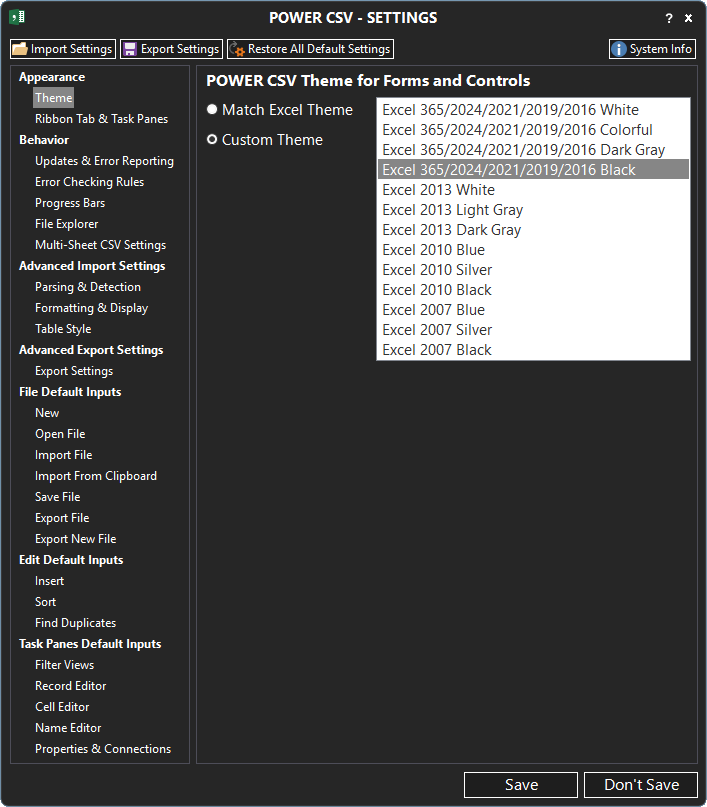 POWER CSV - SETTINGS
? x
Import Settings
Export Settings
Restore All Default Settings
System Info
Appearance
Theme
Ribbon Tab & Task Panes
Behavior
Updates & Error Reporting
Error Checking Rules
Progress Bars
File Explorer
Multi-Sheet CSV Settings
Advanced Import Settings
Parsing & Detection
Formatting & Display
Table Style
Advanced Export Settings
Export Settings
File Default Inputs
New
Open File
Import File
Import From Clipboard
Save File
Export File
Export New File
Edit Default Inputs
Insert
Sort
Find Duplicates
Task Panes Default Inputs
Filter Views
Record Editor
Cell Editor
Name Editor
Properties & Connections
POWER CSV Theme for Forms and Controls
Match Excel Theme
Custom Theme
Excel 365/2024/2021/2019/2016 White
Excel 365/2024/2021/2019/2016 Colorful
Excel 365/2024/2021/2019/2016 Dark Gray
Excel 365/2024/2021/2019/2016 Black
Excel 2013 White
Excel 2013 Light Gray
Excel 2013 Dark Gray
Excel 2010 Blue
Excel 2010 Silver
Excel 2010 Black
Excel 2007 Blue
Excel 2007 Silver
Excel 2007 Black
Save
Don't Save